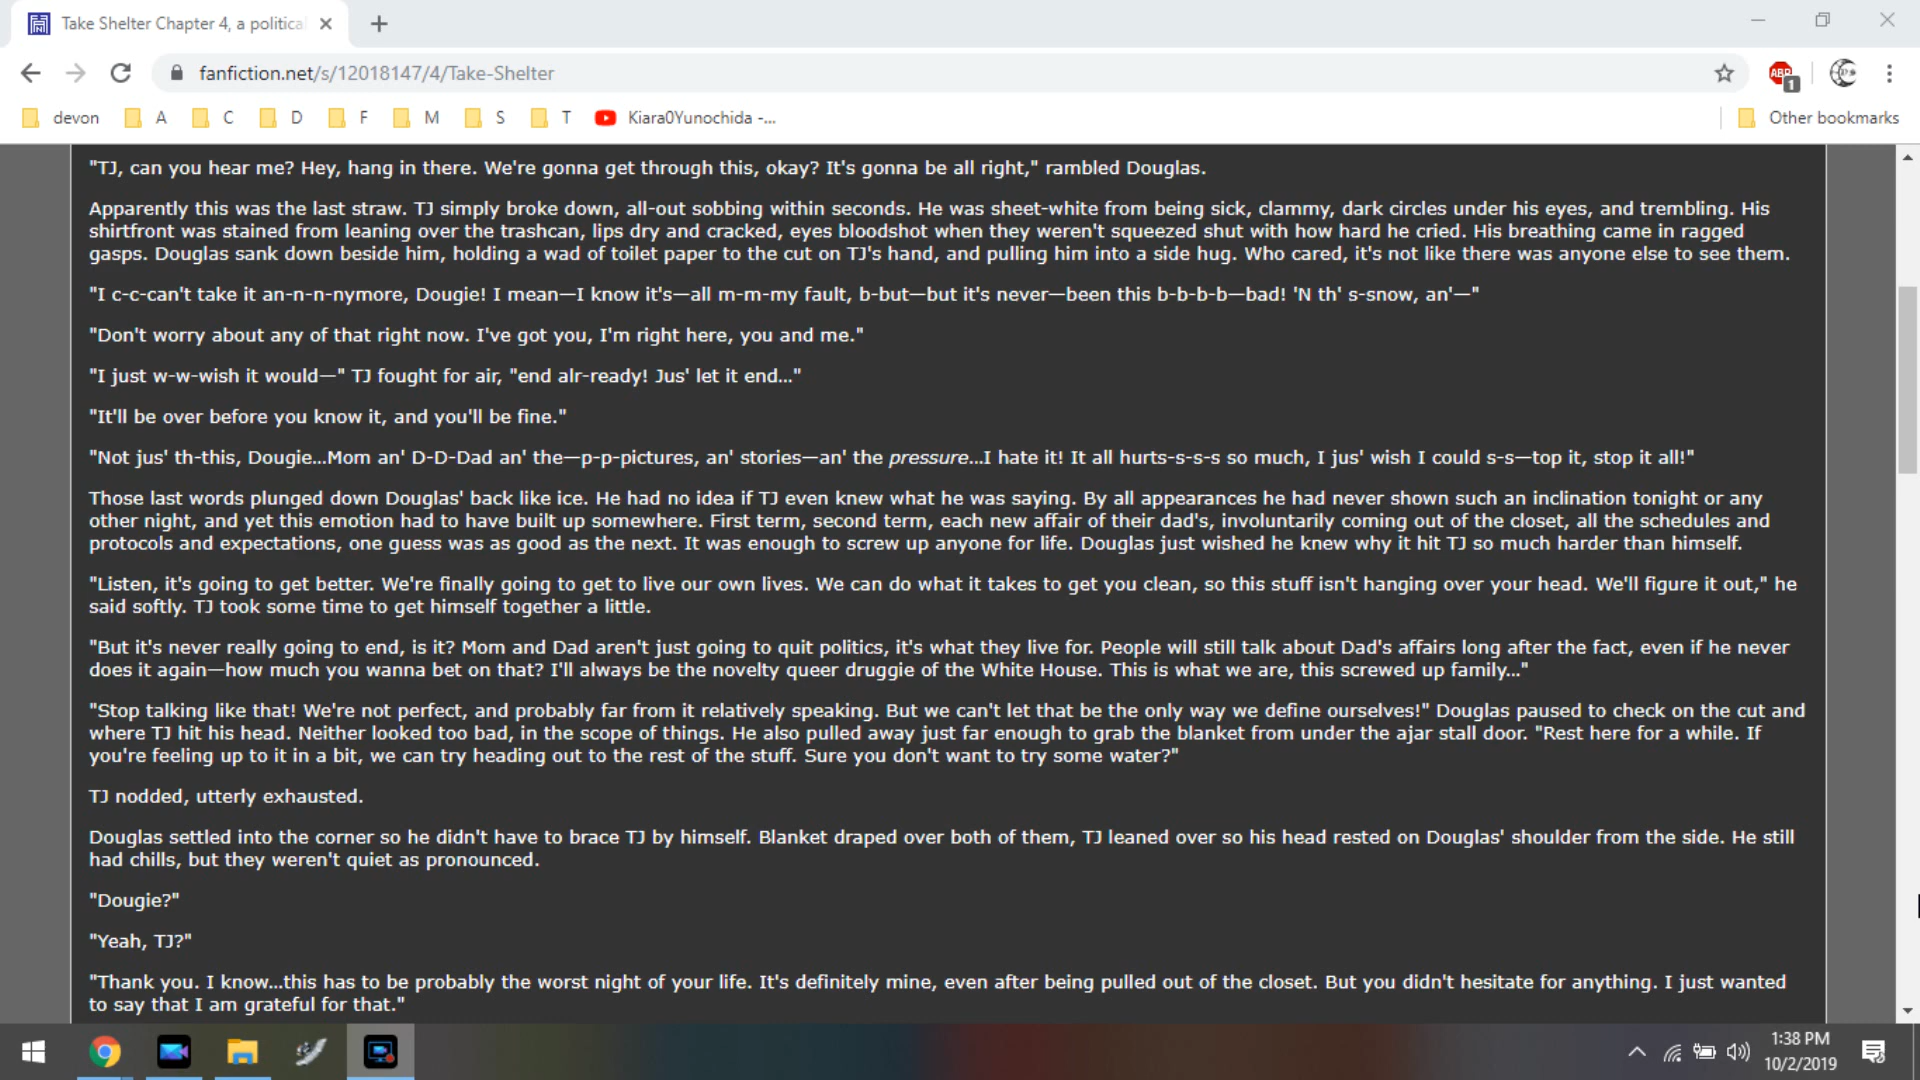 Take Shelter Chapter 4, a politica
fanfiction.net/s/12018147/4/Take-Shelter
ABP
1
devon
A
C
D
F
M
S
T
Kiara0Yunochida -...
Other bookmarks
"TJ, can you hear me? Hey, hang in there. We're gonna get through this, okay? It's gonna be all right," rambled Douglas.
Apparently this was the last straw. TJ simply broke down, all-out sobbing within seconds. He was sheet-white from being sick, clammy, dark circles under his eyes, and trembling. His
shirtfront was stained from leaning over the trashcan, lips dry and cracked, eyes bloodshot when they weren't squeezed shut with how hard he cried. His breathing came in ragged
gasps. Douglas sank down beside him, holding a wad of toilet paper to the cut on TJ's hand, and pulling him into a side hug. Who cared, it's not like there was anyone else to see them.
"I c-c-can't take it an-n-n-nymore, Dougie! I mean—I know it's—all m-m-my fault, b-but—but it's never—been this b-b-b-b—bad! 'N th' s-snow, an'—"
"Don't worry about any of that right now. I've got you, I'm right here, you and me."
"I just w-w-wish it would—" TJ fought for air, "end alr-ready! Jus' let it end..."
"It'll be over before you know it, and you'll be fine."
"Not jus' th-this, Dougie...Mom an' D-D-Dad an' the—p-p-pictures, an' stories—an' the pressure...I hate it! It all hurts-s-s-s so much, I jus' wish I could s-s—top it, stop it all!"
Those last words plunged down Douglas' back like ice. He had no idea if TJ even knew what he was saying. By all appearances he had never shown such an inclination tonight or any
other night, and yet this emotion had to have built up somewhere. First term, second term, each new affair of their dad's, involuntarily coming out of the closet, all the schedules and
protocols and expectations, one guess was as good as the next. It was enough to screw up anyone for life. Douglas just wished he knew why it hit TJ so much harder than himself.
"Listen, it's going to get better. We're finally going to get to live our own lives. We can do what it takes to get you clean, so this stuff isn't hanging over your head. We'll figure it out," he
said softly. TJ took some time to get himself together a little.
"But it's never really going to end, is it? Mom and Dad aren't just going to quit politics, it's what they live for. People will still talk about Dad's affairs long after the fact, even if he never
does it again—how much you wanna bet on that? I'll always be the novelty queer druggie of the White House. This is what we are, this screwed up family..."
"Stop talking like that! We're not perfect, and probably far from it relatively speaking. But we can't let that be the only way we define ourselves!" Douglas paused to check on the cut and
where TJ hit his head. Neither looked too bad, in the scope of things. He also pulled away just far enough to grab the blanket from under the ajar stall door. "Rest here for a while. If
you're feeling up to it in a bit, we can try heading out to the rest of the stuff. Sure you don't want to try some water?"
TJ nodded, utterly exhausted.
Douglas settled into the corner so he didn't have to brace TJ by himself. Blanket draped over both of them, TJ leaned over so his head rested on Douglas' shoulder from the side. He still
had chills, but they weren't quiet as pronounced.
"Dougie?"
"Yeah, TJ?"
"Thank you. I know...this has to be probably the worst night of your life. It's definitely mine, even after being pulled out of the closet. But you didn't hesitate for anything. I just wanted
to say that I am grateful for that."
1:38 PM
10/2/2019